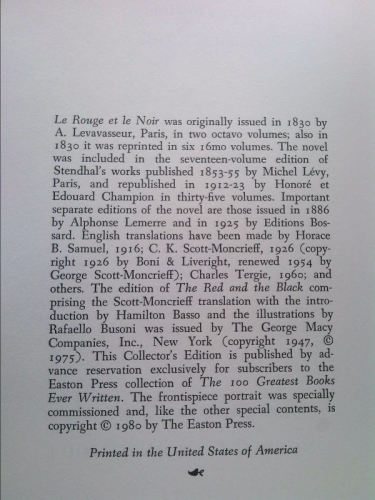 Le Rouge et le Noir was originally issued in 1830 by
A. Levavasseur, Paris, in two octavo volumes; also in
1830 it was reprinted in six 16mo volumes. The novel
was included in the seventeen-volume edition of
Stendhal's works published 1853-55 by Michel Lévy,
Paris, and republished in 1912-23 by Honoré et
Edouard Champion in thirty-five volumes. Important
separate editions of the novel are those issued in 1886
by Alphonse Lemerre and in 1925 by Editions Bos-
sard. English translations have been made by Horace
B. Samuel, 1916; C. K. Scott-Moncrieff, 1926 (copy-
right 1926 by Boni & Liveright, renewed 1954 by
George Scott-Moncrieff); Charles Tergie, 1960; and
others. The edition of The Red and the Black com-
prising the Scott-Moncrieff translation with the intro-
duction by Hamilton Basso and the illustrations by
Rafaello Busoni was issued by The George Macy
Companies, Inc., New York (copyright 1947, ©
1975). This Collector's Edition is published by ad-
vance reservation exclusively for subscribers to the
Easton Press collection of The 100 Greatest Books
Ever Written. The frontispiece portrait was specially
commissioned and, like the other special contents, is
copyright © 1980 by The Easton Press.
Printed in the United States of America